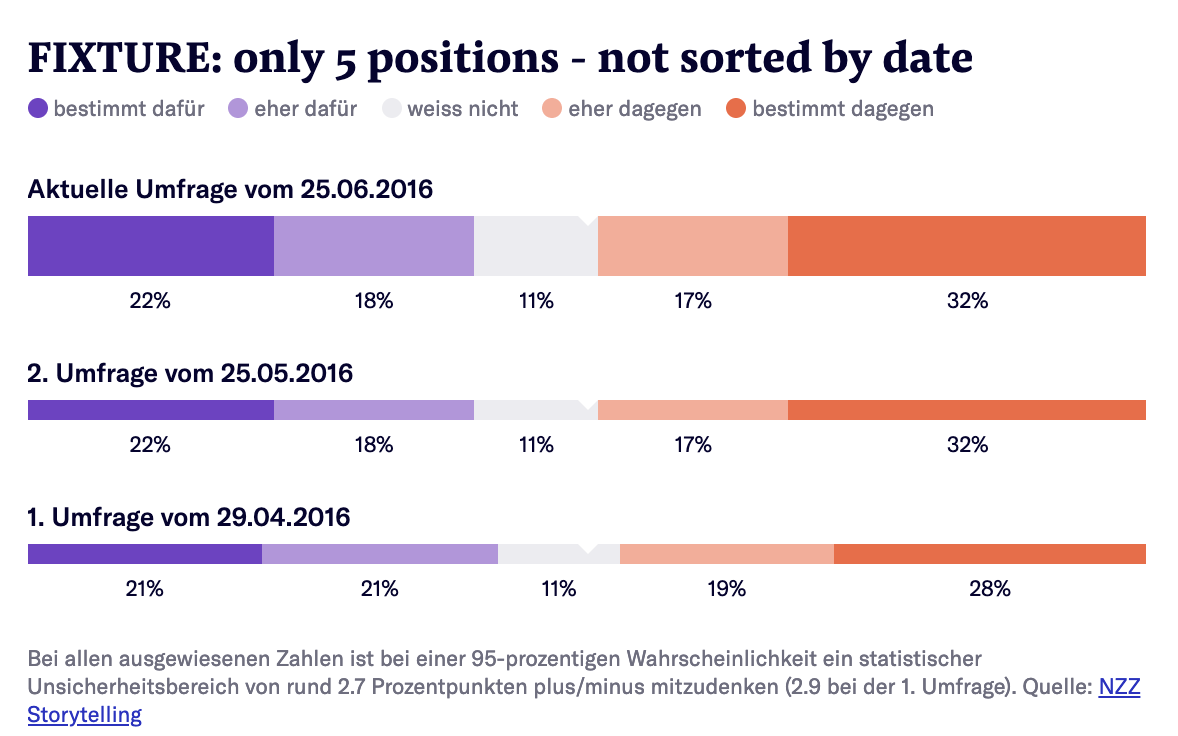 FIXTURE: only 5 positions - not sorted by date
bestimmt dafür eher dafür weiss nicht eher dagegen bestimmt dagegen
Aktuelle Umfrage vom 25.06.2016
22% 18% 11% 17% 32%
2. Umfrage vom 25.05.2016
22% 18% 11% 17% 32%
1. Umfrage vom 29.04.2016
21% 21% 11% 19% 28%
Bei allen ausgewiesenen Zahlen ist bei einer 95-prozentigen Wahrscheinlichkeit ein statistischer
Unsicherheitsbereich von rund 2.7 Prozentpunkten plus/minus mitzudenken (2.9 bei der 1. Umfrage). Quelle: NZZ
Storytelling